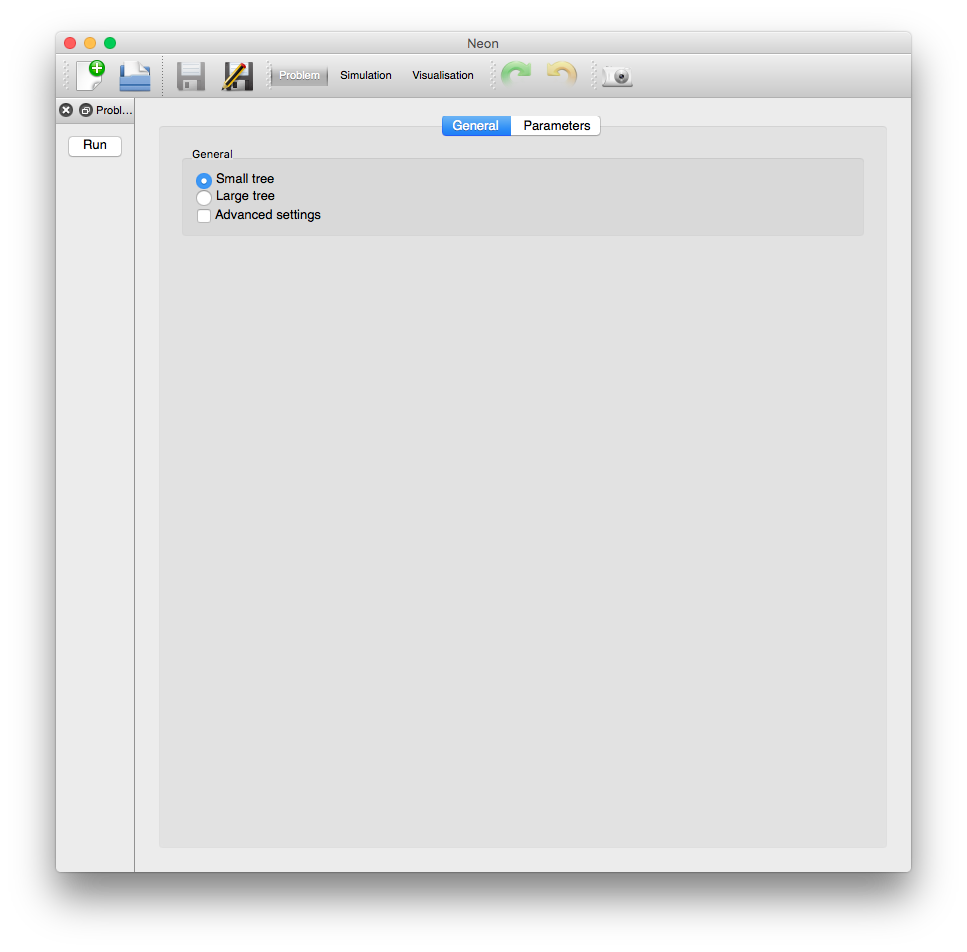 Neon
Problem Simulation Visualisation
Probl...
General Parameters
Run
General
Small tree
Large tree
Advanced settings